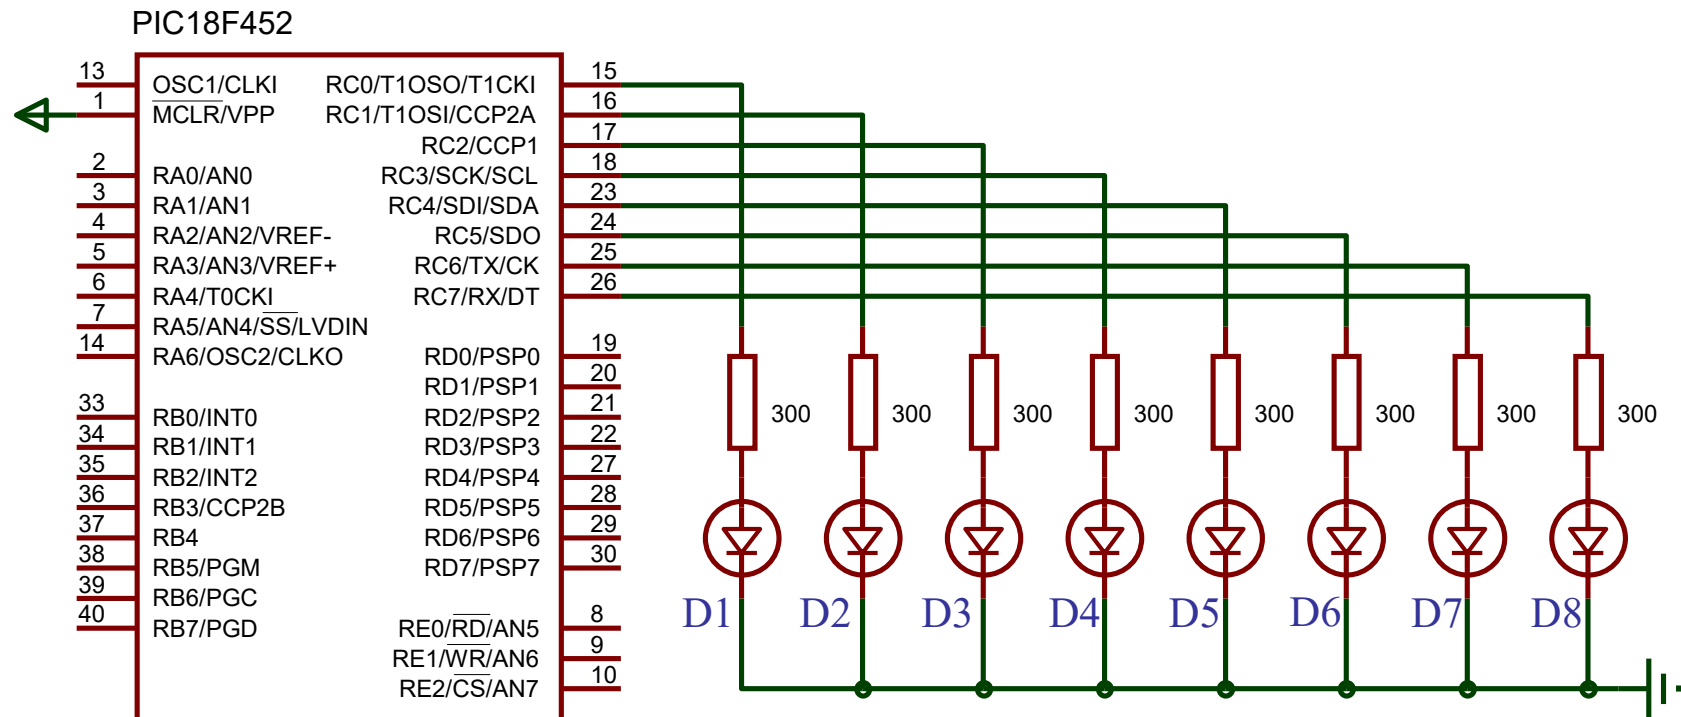 PIC18F452
13 OSC1/CLKI RC0/T1OSO/T1CKI 15
1 MCLR/VPP RC1/T1OSI/CCP2A 16
RC2/CCP1 17
2 RA0/AN0 RC3/SCK/SCL 18
3 RA1/AN1 RC4/SDI/SDA 23
4 RA2/AN2/VREF- RC5/SDO 24
5 RA3/AN3/VREF+ RC6/TX/CK 25
6 RA4/T0CKI RC7/RX/DT 26
7 RA5/AN4/SS/LVDIN
14 RA6/OSC2/CLKO RD0/PSP0 19
RD1/PSP1 20
33 RB0/INT0 RD2/PSP2 21
300 300 300 300 300 300 300 300
34 RB1/INT1 RD3/PSP3 22
35 RB2/INT2 RD4/PSP4 27
36 RB3/CCP2B RD5/PSP5 28
37 RB4 RD6/PSP6 29
38 RB5/PGM RD7/PSP7 30
39 RB6/PGC
40 RB7/PGD RE0/RD/AN5 8
D1 D2 D3 D4 D5 D6 D7 D8
RE1/WR/AN6 9
RE2/CS/AN7 10